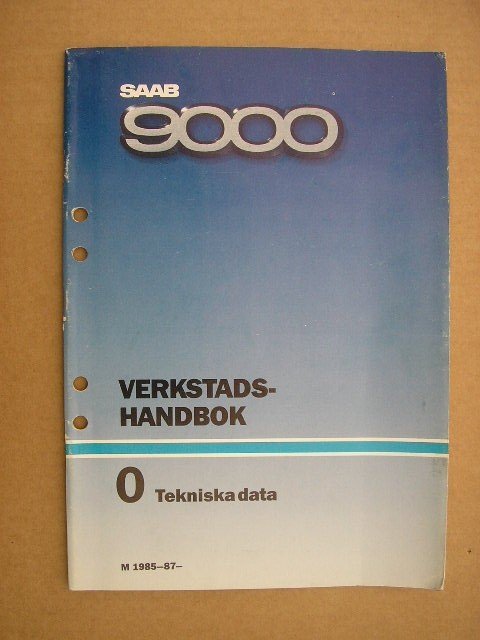 SAAB
9000
VERKSTADS-
HANDBOK
0 Tekniska data
M 1985-87-